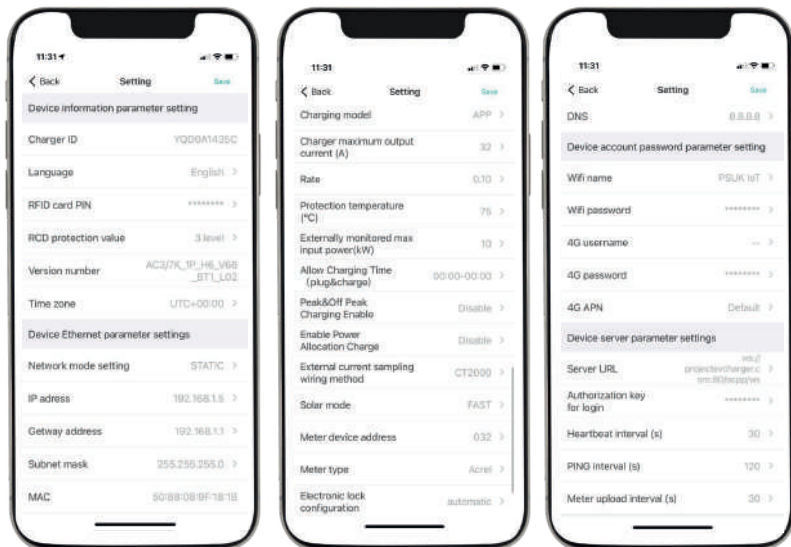 11:31
Back Setting Save
Device information parameter setting
Charger ID YQD0A1435C
Language English
RFID card PIN ********
RCD protection value 3 level
Version number AC3/7K_1P_H6_V66
_BT1_L02
Time zone UTC+00:00
Device Ethernet parameter settings
Network mode setting STATIC
IP adress 192.168.1.5
Getway address 192.168.1.1
Subnet mask 255.255.255.0
MAC
11:31
Back Setting Save
Charging model APP
Charger maximum output
current (A) 32
Rate 0.10
Protection temperature
(°C) 75
Externally monitored max
input power(kW) 10
Allow Charging Time
(plug&charge) 00:00-00:00
Peak&Off Peak
Charging Enable Disable
Enable Power
Allocation Charge Disable
External current sampling
wiring method CT2000
Solar mode FAST
Meter device address 032
Meter type Acrel
Electronic lock
configuration automatic
11:31
Back Setting Save
DNS 8.8.8.8
Device account password parameter setting
Wifi name PSUK IoT
Wifi password ********
4G username --
4G password ********
4G APN Default
Device server parameter settings
Server URL
Authorization key
for login ********
Heartbeat interval (s) 30
PING interval (s) 120
Meter upload interval (s) 30